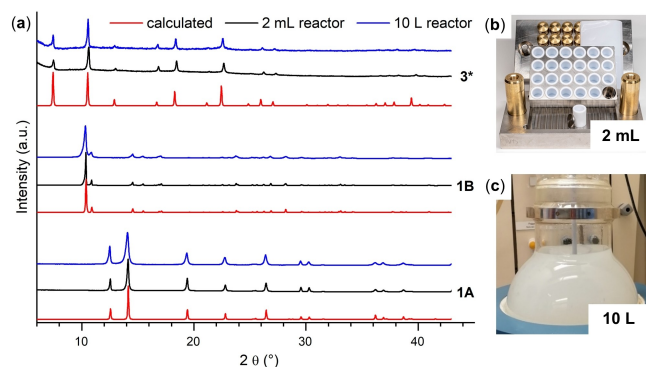 (a)
calculated
2 mL reactor
10 L reactor
Intensity (a.u.)
3*
1B
1A
10
20
30
40
2 θ (°)
(b)
2 mL
(c)
10 L